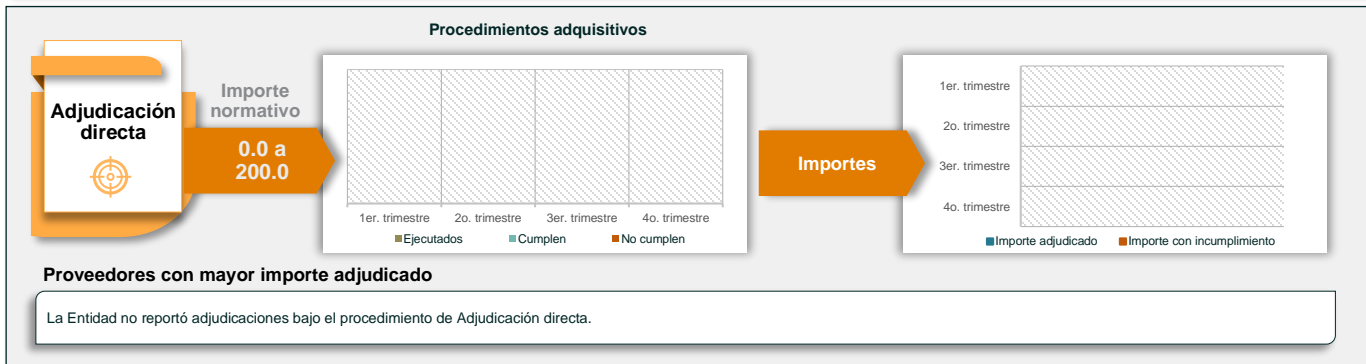 Procedimientos adquisitivos
Adjudicación
directa
Importe
normativo
0.0 a
200.0
1er. trimestre
2o. trimestre
3er. trimestre
4o. trimestre
Ejecutados
Cumplen
No cumplen
Importes
1er. trimestre
2o. trimestre
3er. trimestre
4o. trimestre
Importe adjudicado
Importe con incumplimiento
Proveedores con mayor importe adjudicado
La Entidad no reportó adjudicaciones bajo el procedimiento de Adjudicación directa.